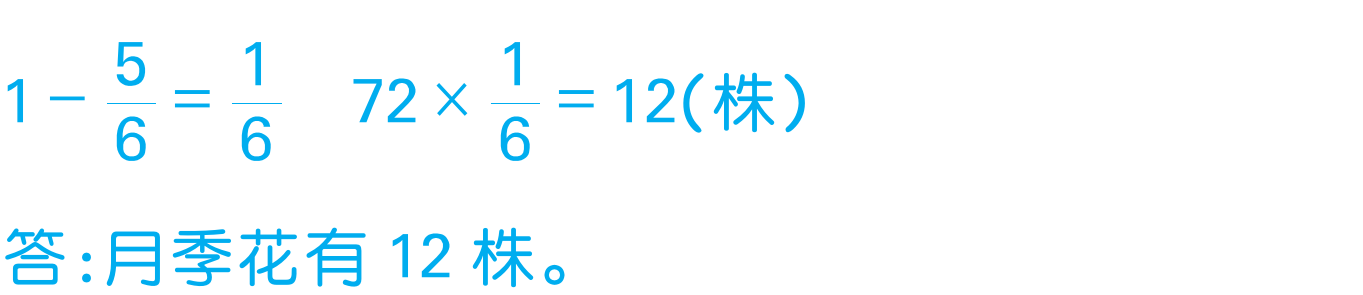 1 − 5/6 = 1/6 72 × 1/6 = 12(株)
答:月季花有 12 株。